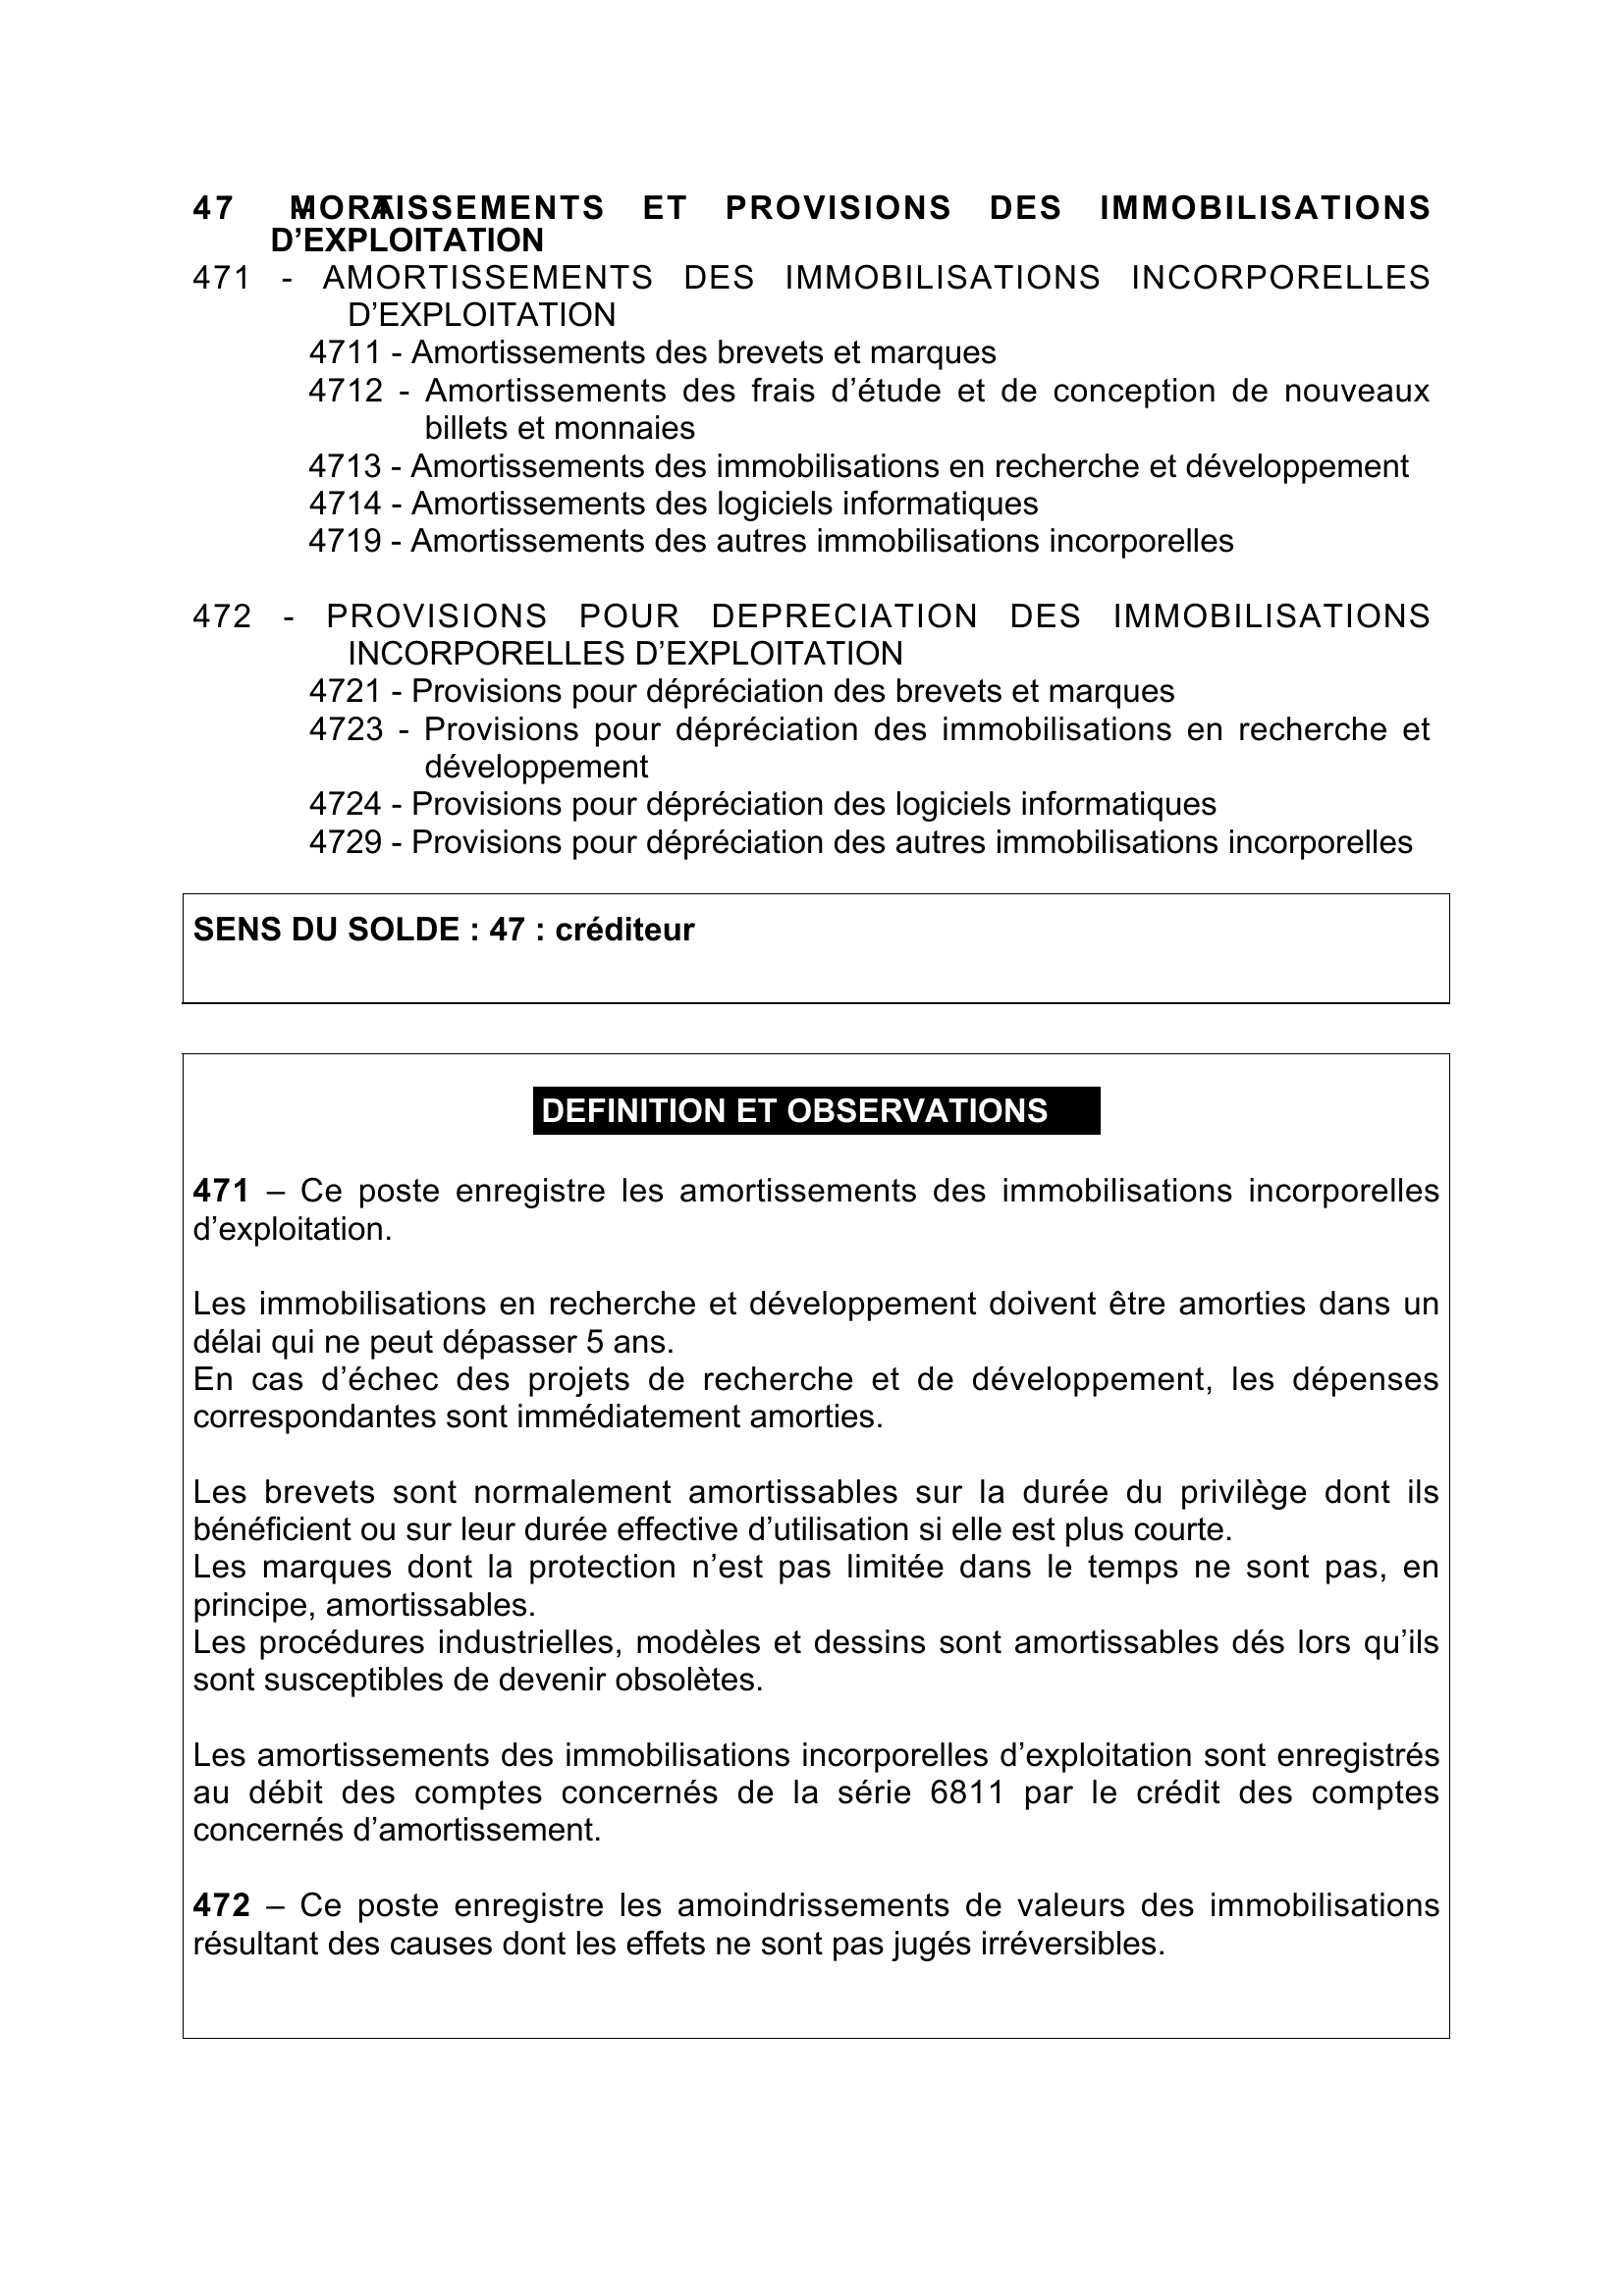 47 – AMORTISSEMENTS ET PROVISIONS DES IMMOBILISATIONS
D’EXPLOITATION
471 - AMORTISSEMENTS DES IMMOBILISATIONS INCORPORELLES
D’EXPLOITATION
4711 - Amortissements des brevets et marques
4712 - Amortissements des frais d’étude et de conception de nouveaux
billets et monnaies
4713 - Amortissements des immobilisations en recherche et développement
4714 - Amortissements des logiciels informatiques
4719 - Amortissements des autres immobilisations incorporelles
472 - PROVISIONS POUR DEPRECIATION DES IMMOBILISATIONS
INCORPORELLES D’EXPLOITATION
4721 - Provisions pour dépréciation des brevets et marques
4723 - Provisions pour dépréciation des immobilisations en recherche et
développement
4724 - Provisions pour dépréciation des logiciels informatiques
4729 - Provisions pour dépréciation des autres immobilisations incorporelles
SENS DU SOLDE : 47 : créditeur
DEFINITION ET OBSERVATIONS
471 – Ce poste enregistre les amortissements des immobilisations incorporelles
d’exploitation.
Les immobilisations en recherche et développement doivent être amorties dans un
délai qui ne peut dépasser 5 ans.
En cas d’échec des projets de recherche et de développement, les dépenses
correspondantes sont immédiatement amorties.
Les brevets sont normalement amortissables sur la durée du privilège dont ils
bénéficient ou sur leur durée effective d’utilisation si elle est plus courte.
Les marques dont la protection n’est pas limitée dans le temps ne sont pas, en
principe, amortissables.
Les procédures industrielles, modèles et dessins sont amortissables dés lors qu’ils
sont susceptibles de devenir obsolètes.
Les amortissements des immobilisations incorporelles d’exploitation sont enregistrés
au débit des comptes concernés de la série 6811 par le crédit des comptes
concernés d’amortissement.
472 – Ce poste enregistre les amoindrissements de valeurs des immobilisations
résultant des causes dont les effets ne sont pas jugés irréversibles.